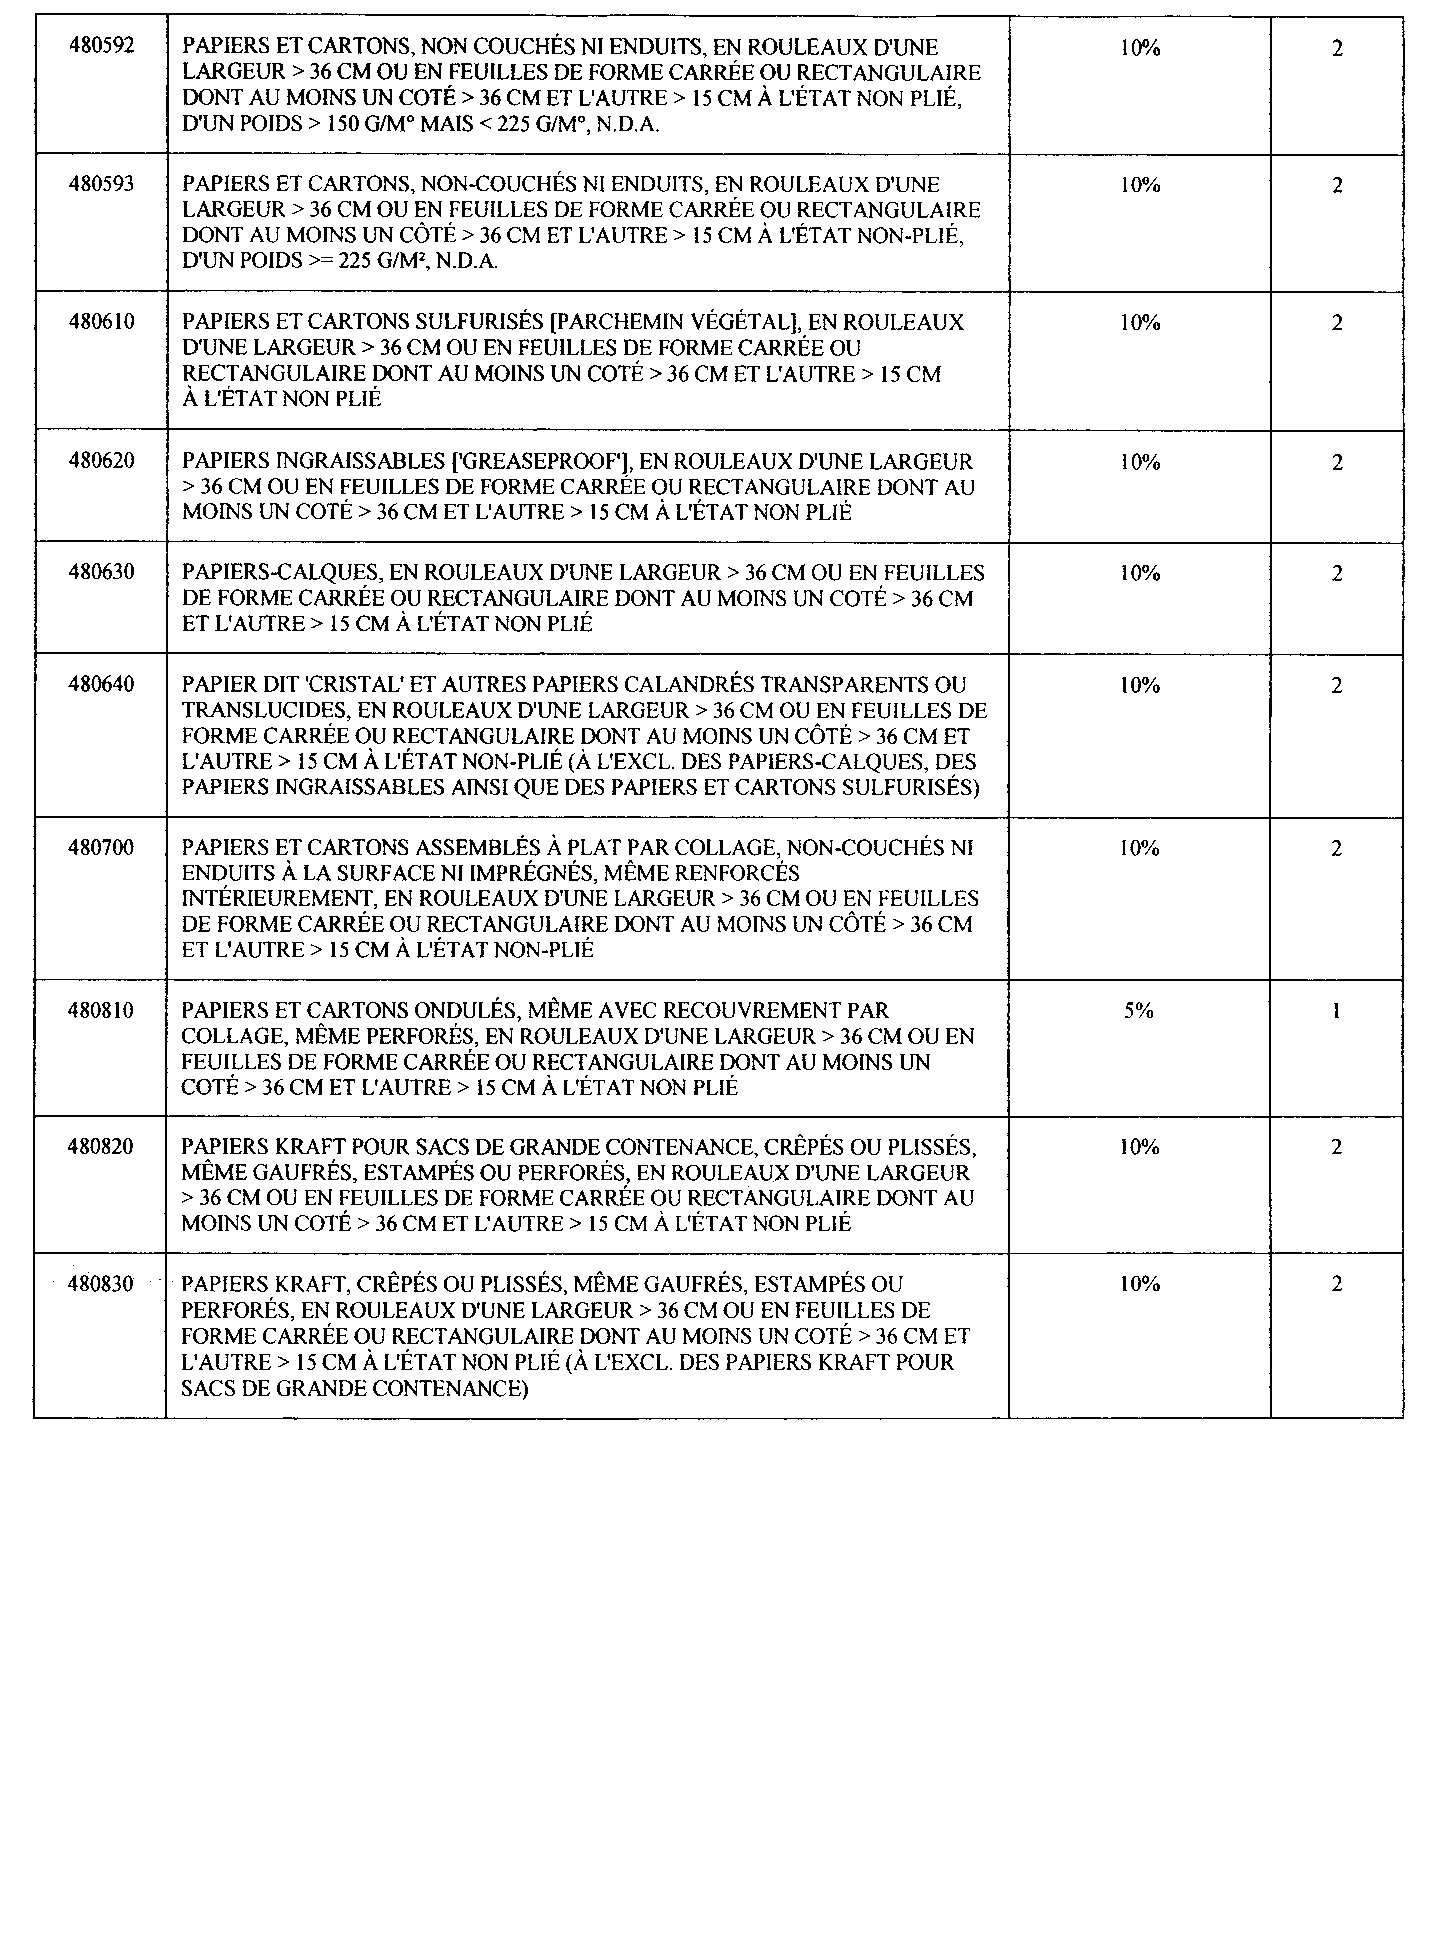 480592 PAPIERS ET CARTONS, NON COUCHÉS NI ENDUITS, EN ROULEAUX D'UNE 10% 2
LARGEUR > 36 CM OU EN FEUILLES DE FORME CARRÉE OU RECTANGULAIRE
DONT AU MOINS UN COTÉ > 36 CM ET L'AUTRE > 15 CM À L'ÉTAT NON PLIÉ,
D'UN POIDS > 150 G/M° MAIS < 225 G/M°, N.D.A.
480593 PAPIERS ET CARTONS, NON-COUCHÉS NI ENDUITS, EN ROULEAUX D'UNE 10% 2
LARGEUR > 36 CM OU EN FEUILLES DE FORME CARRÉE OU RECTANGULAIRE
DONT AU MOINS UN CÔTÉ > 36 CM ET L'AUTRE > 15 CM À L'ÉTAT NON-PLIÉ,
D'UN POIDS >= 225 G/M², N.D.A.
480610 PAPIERS ET CARTONS SULFURISÉS [PARCHEMIN VÉGÉTAL], EN ROULEAUX 10% 2
D'UNE LARGEUR > 36 CM OU EN FEUILLES DE FORME CARRÉE OU
RECTANGULAIRE DONT AU MOINS UN COTÉ > 36 CM ET L'AUTRE > 15 CM
À L'ÉTAT NON PLIÉ
480620 PAPIERS INGRAISSABLES ['GREASEPROOF'], EN ROULEAUX D'UNE LARGEUR 10% 2
> 36 CM OU EN FEUILLES DE FORME CARRÉE OU RECTANGULAIRE DONT AU
MOINS UN COTÉ > 36 CM ET L'AUTRE > 15 CM À L'ÉTAT NON PLIÉ
480630 PAPIERS-CALQUES, EN ROULEAUX D'UNE LARGEUR > 36 CM OU EN FEUILLES 10% 2
DE FORME CARRÉE OU RECTANGULAIRE DONT AU MOINS UN COTÉ > 36 CM
ET L'AUTRE > 15 CM À L'ÉTAT NON PLIÉ
480640 PAPIER DIT 'CRISTAL' ET AUTRES PAPIERS CALANDRÉS TRANSPARENTS OU 10% 2
TRANSLUCIDES, EN ROULEAUX D'UNE LARGEUR > 36 CM OU EN FEUILLES DE
FORME CARRÉE OU RECTANGULAIRE DONT AU MOINS UN CÔTÉ > 36 CM ET
L'AUTRE > 15 CM À L'ÉTAT NON-PLIÉ (À L'EXCL. DES PAPIERS-CALQUES, DES
PAPIERS INGRAISSABLES AINSI QUE DES PAPIERS ET CARTONS SULFURISÉS)
480700 PAPIERS ET CARTONS ASSEMBLÉS À PLAT PAR COLLAGE, NON-COUCHÉS NI 10% 2
ENDUITS À LA SURFACE NI IMPRÉGNÉS, MÊME RENFORCÉS
INTÉRIEUREMENT, EN ROULEAUX D'UNE LARGEUR > 36 CM OU EN FEUILLES
DE FORME CARRÉE OU RECTANGULAIRE DONT AU MOINS UN CÔTÉ > 36 CM
ET L'AUTRE > 15 CM À L'ÉTAT NON-PLIÉ
480810 PAPIERS ET CARTONS ONDULÉS, MÊME AVEC RECOUVREMENT PAR 5% 1
COLLAGE, MÊME PERFORÉS, EN ROULEAUX D'UNE LARGEUR > 36 CM OU EN
FEUILLES DE FORME CARRÉE OU RECTANGULAIRE DONT AU MOINS UN
COTÉ > 36 CM ET L'AUTRE > 15 CM À L'ÉTAT NON PLIÉ
480820 PAPIERS KRAFT POUR SACS DE GRANDE CONTENANCE, CRÊPÉS OU PLISSÉS, 10% 2
MÊME GAUFRÉS, ESTAMPÉS OU PERFORÉS, EN ROULEAUX D'UNE LARGEUR
> 36 CM OU EN FEUILLES DE FORME CARRÉE OU RECTANGULAIRE DONT AU
MOINS UN COTÉ > 36 CM ET L'AUTRE > 15 CM À L'ÉTAT NON PLIÉ
480830 PAPIERS KRAFT, CRÊPÉS OU PLISSÉS, MÊME GAUFRÉS, ESTAMPÉS OU 10% 2
PERFORÉS, EN ROULEAUX D'UNE LARGEUR > 36 CM OU EN FEUILLES DE
FORME CARRÉE OU RECTANGULAIRE DONT AU MOINS UN COTÉ > 36 CM ET
L'AUTRE > 15 CM À L'ÉTAT NON PLIÉ (À L'EXCL. DES PAPIERS KRAFT POUR
SACS DE GRANDE CONTENANCE)